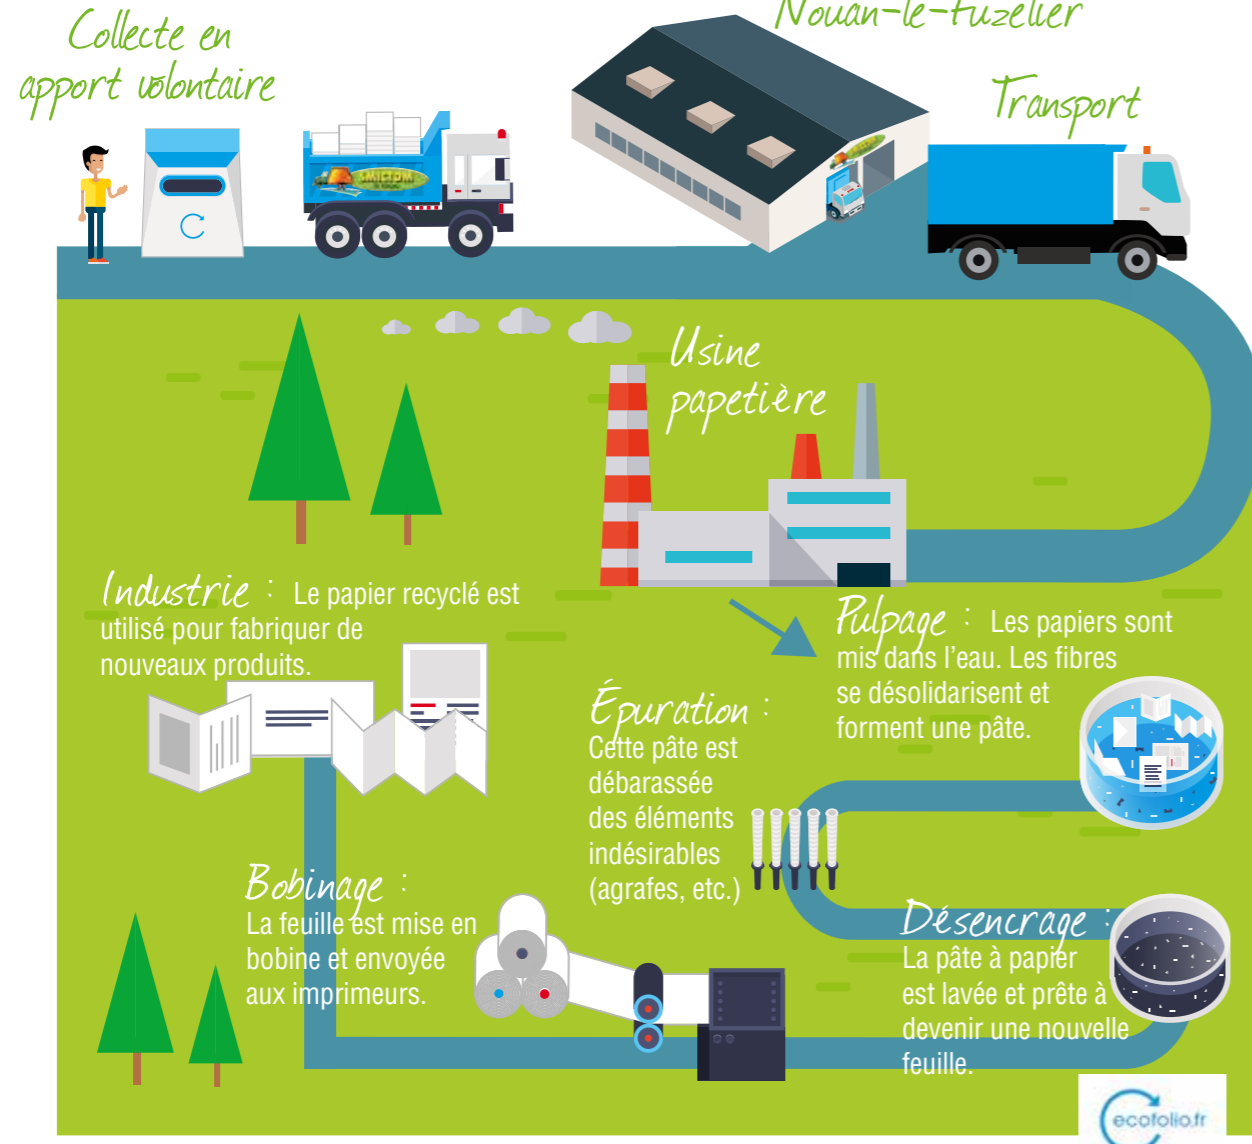 Collecte en
apport volontaire
Nouan-le-Fuzelier
Transport
SMICTOM
Usine
papetière
Pulpage : Les papiers sont
mis dans l'eau. Les fibres
se désolidarisent et
forment une pâte.
Épuration :
Cette pâte est
débarassée
des éléments
indésirables
(agrafes, etc.)
Désencrage :
La pâte à papier
est lavée et prête à
devenir une nouvelle
feuille.
Bobinage :
La feuille est mise en
bobine et envoyée
aux imprimeurs.
Industrie : Le papier recyclé est
utilisé pour fabriquer de
nouveaux produits.
ecofolio.fr